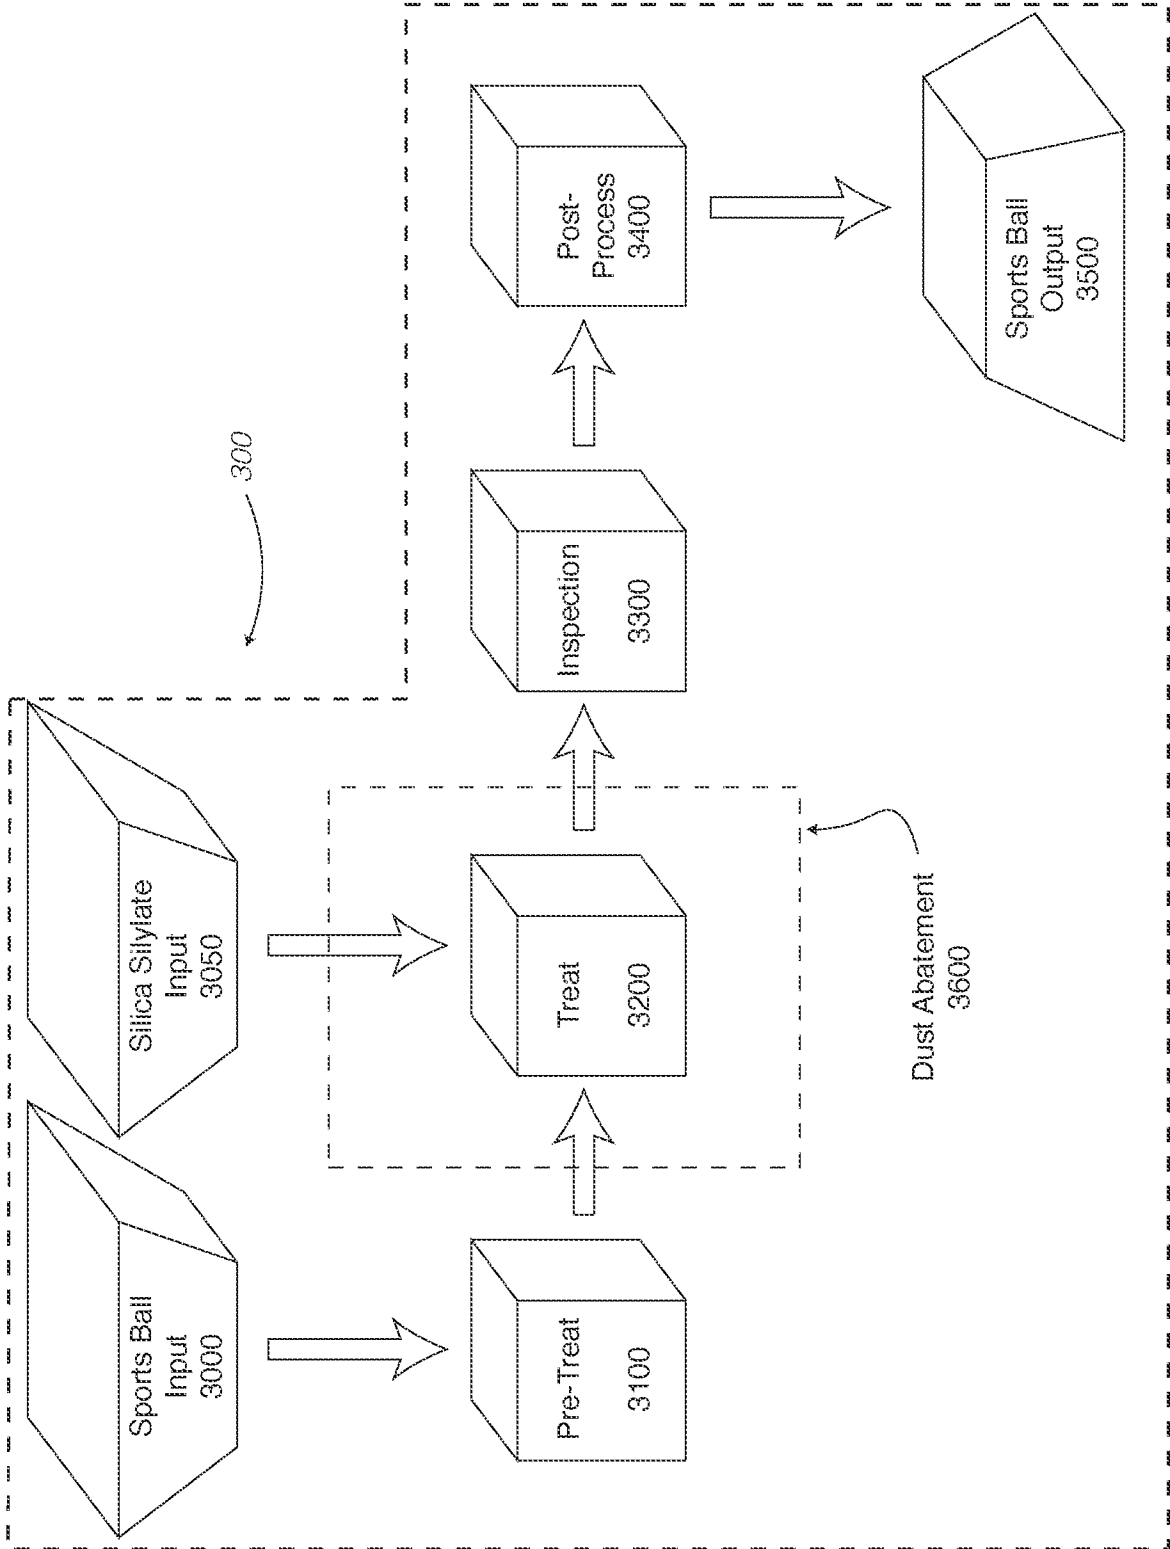 300
Sports Ball
Input
3000
Silica Silylate
Input
3050
Pre-Treat
3100
Treat
3200
Inspection
3300
Post-
Process
3400
Dust Abatement
3600
Sports Ball
Output
3500